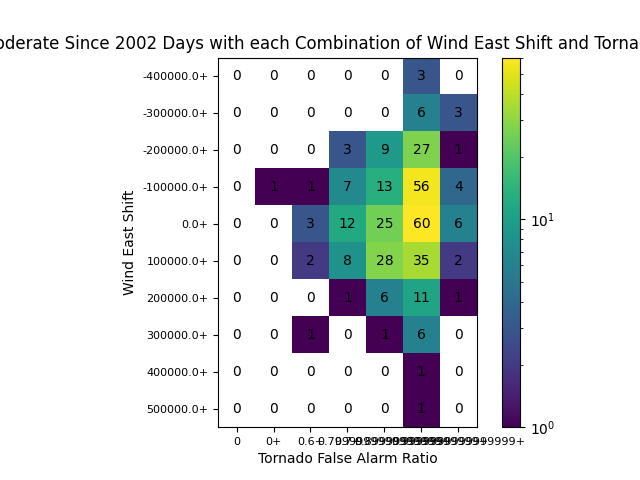 oderate Since 2002 Days with each Combination of Wind East Shift and Torna
-400000.0+ 0 0 0 0 0 3 0
-300000.0+ 0 0 0 0 0 6 3
-200000.0+ 0 0 0 3 9 27 1
-100000.0+ 0 1 1 7 13 56 4
0.0+ 0 0 3 12 25 60 6
100000.0+ 0 0 2 8 28 35 2
200000.0+ 0 0 0 1 6 11 1
300000.0+ 0 0 1 0 1 6 0
400000.0+ 0 0 0 0 0 1 0
500000.0+ 0 0 0 0 0 1 0
0 0+
Tornado False Alarm Ratio
Wind East Shift
10¹
10⁰